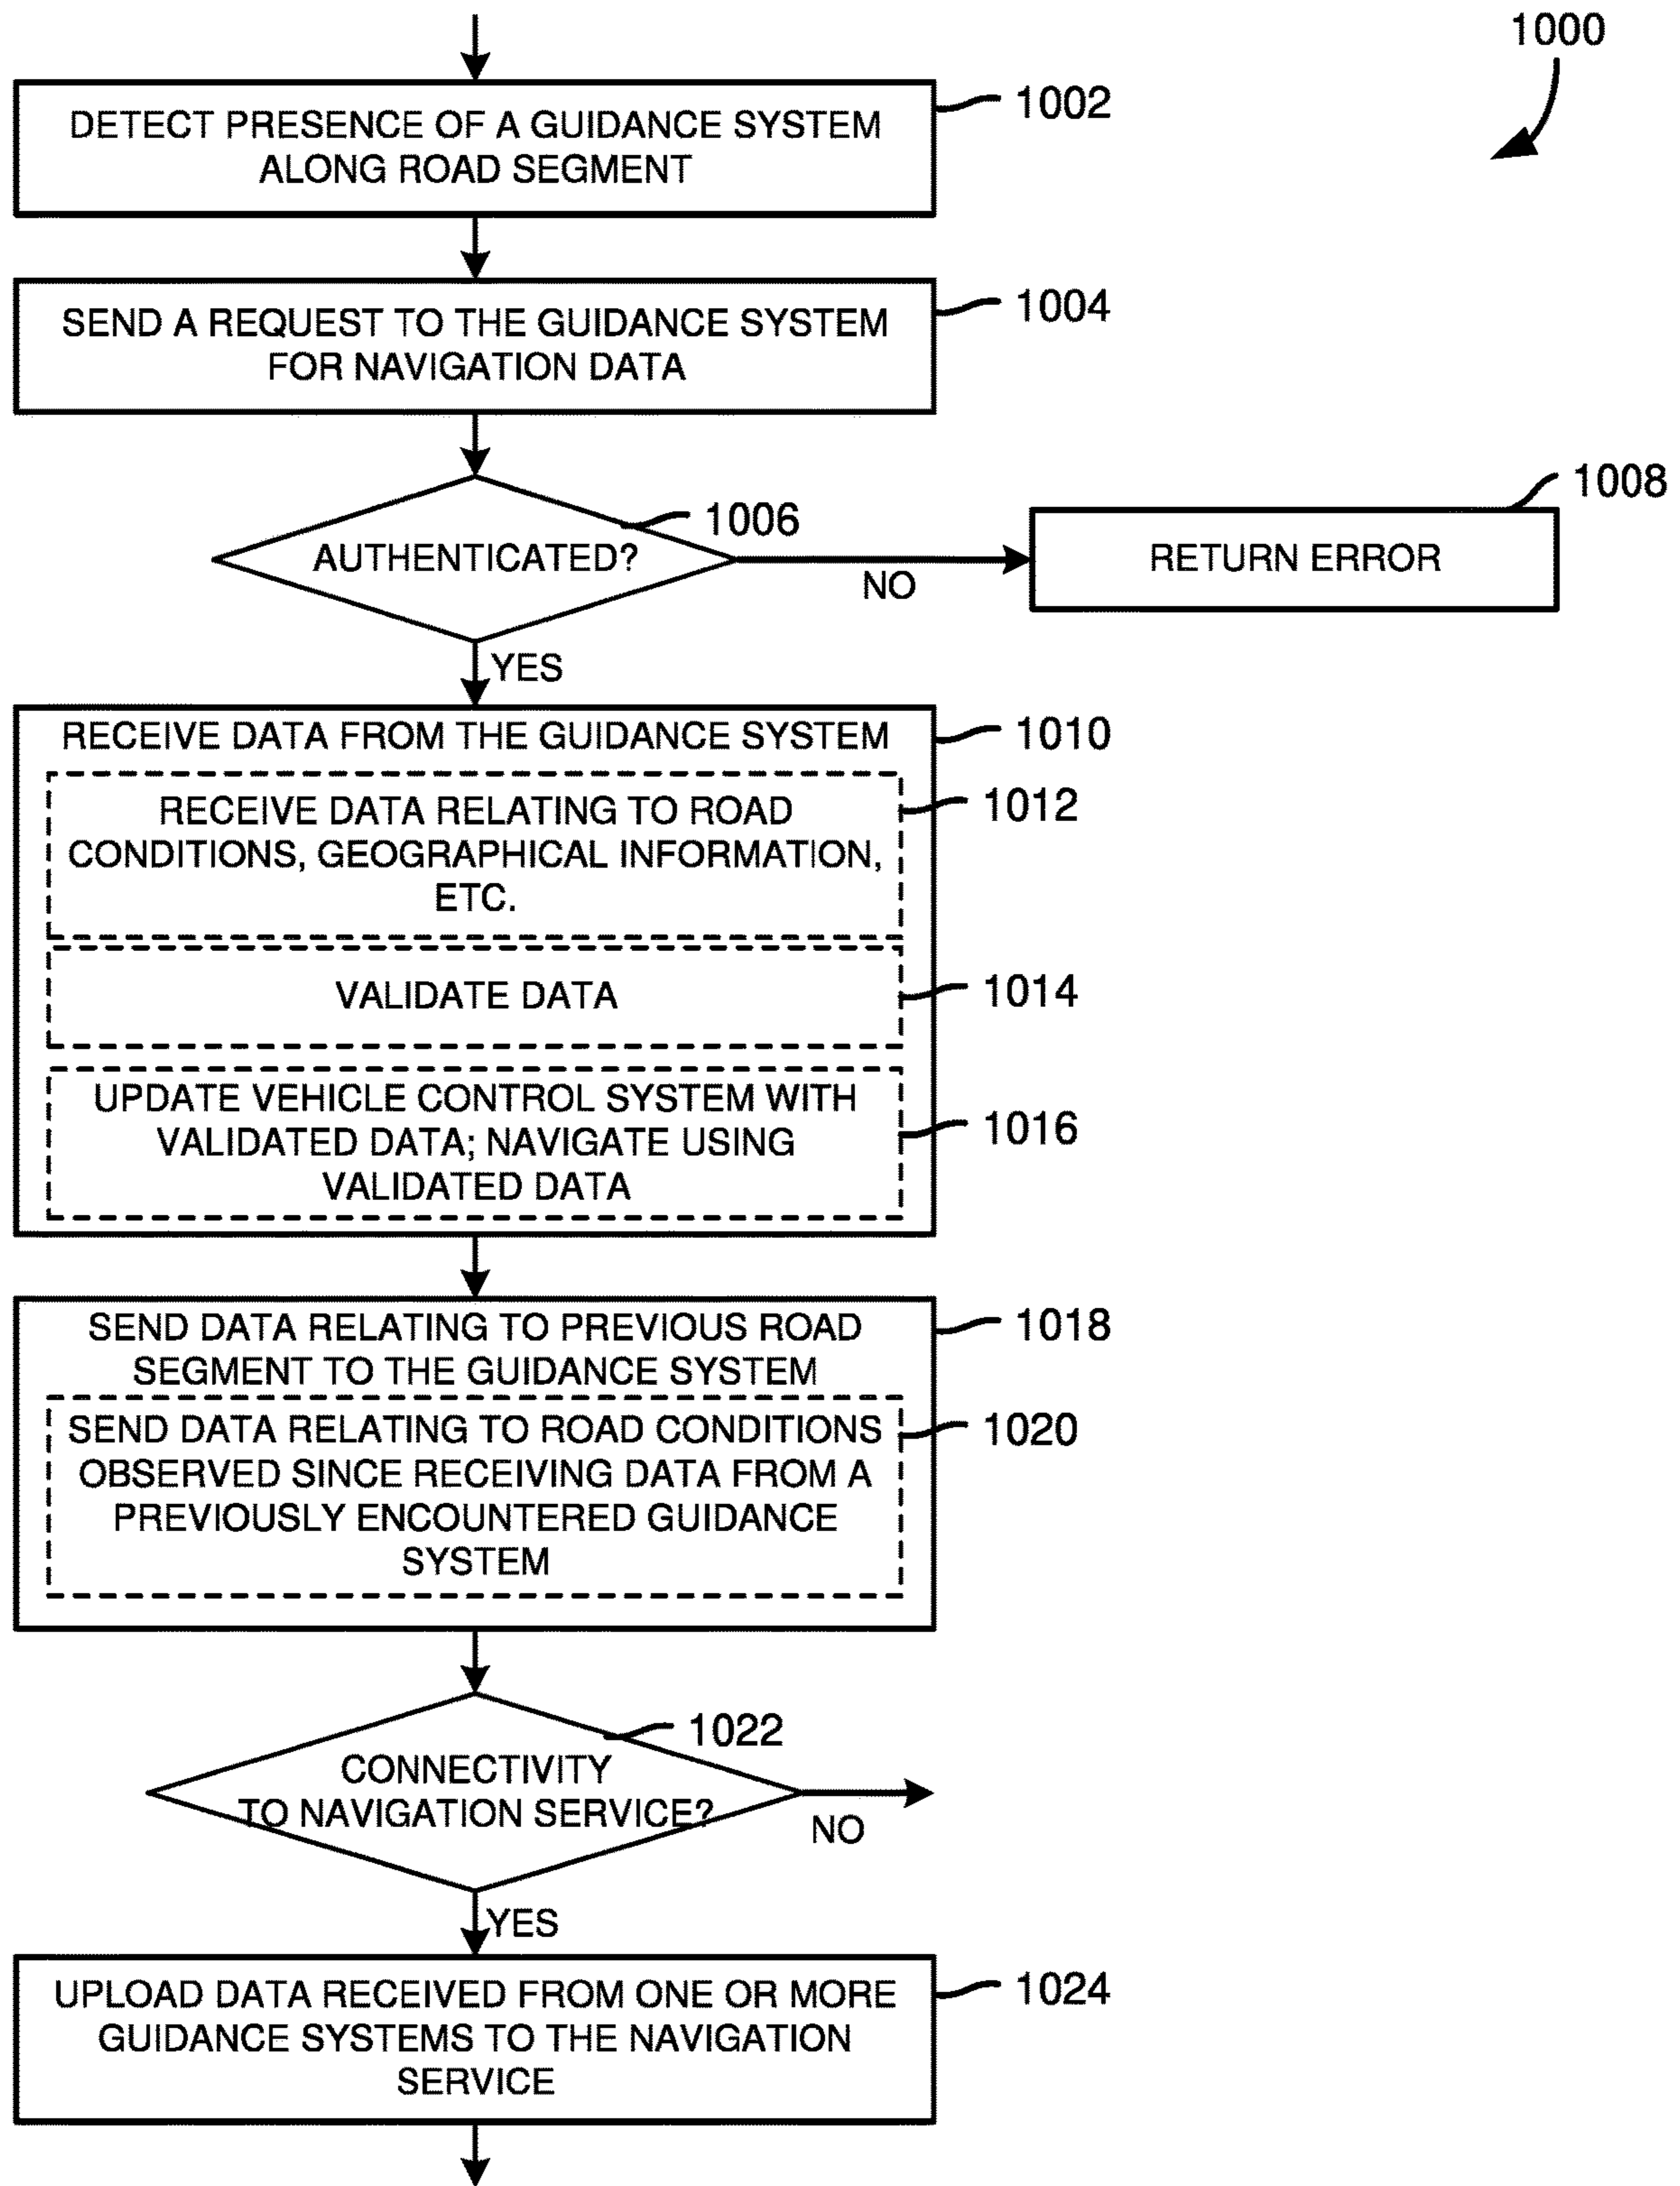 1000
DETECT PRESENCE OF A GUIDANCE SYSTEM
ALONG ROAD SEGMENT
1002
SEND A REQUEST TO THE GUIDANCE SYSTEM
FOR NAVIGATION DATA
1004
AUTHENTICATED?
1006
NO
RETURN ERROR
1008
YES
RECEIVE DATA FROM THE GUIDANCE SYSTEM
1010
RECEIVE DATA RELATING TO ROAD
CONDITIONS, GEOGRAPHICAL INFORMATION,
ETC.
1012
VALIDATE DATA
1014
UPDATE VEHICLE CONTROL SYSTEM WITH
VALIDATED DATA; NAVIGATE USING
VALIDATED DATA
1016
SEND DATA RELATING TO PREVIOUS ROAD
SEGMENT TO THE GUIDANCE SYSTEM
1018
SEND DATA RELATING TO ROAD CONDITIONS
OBSERVED SINCE RECEIVING DATA FROM A
PREVIOUSLY ENCOUNTERED GUIDANCE
SYSTEM
1020
CONNECTIVITY
TO NAVIGATION SERVICE?
1022
NO
YES
UPLOAD DATA RECEIVED FROM ONE OR MORE
GUIDANCE SYSTEMS TO THE NAVIGATION
SERVICE
1024